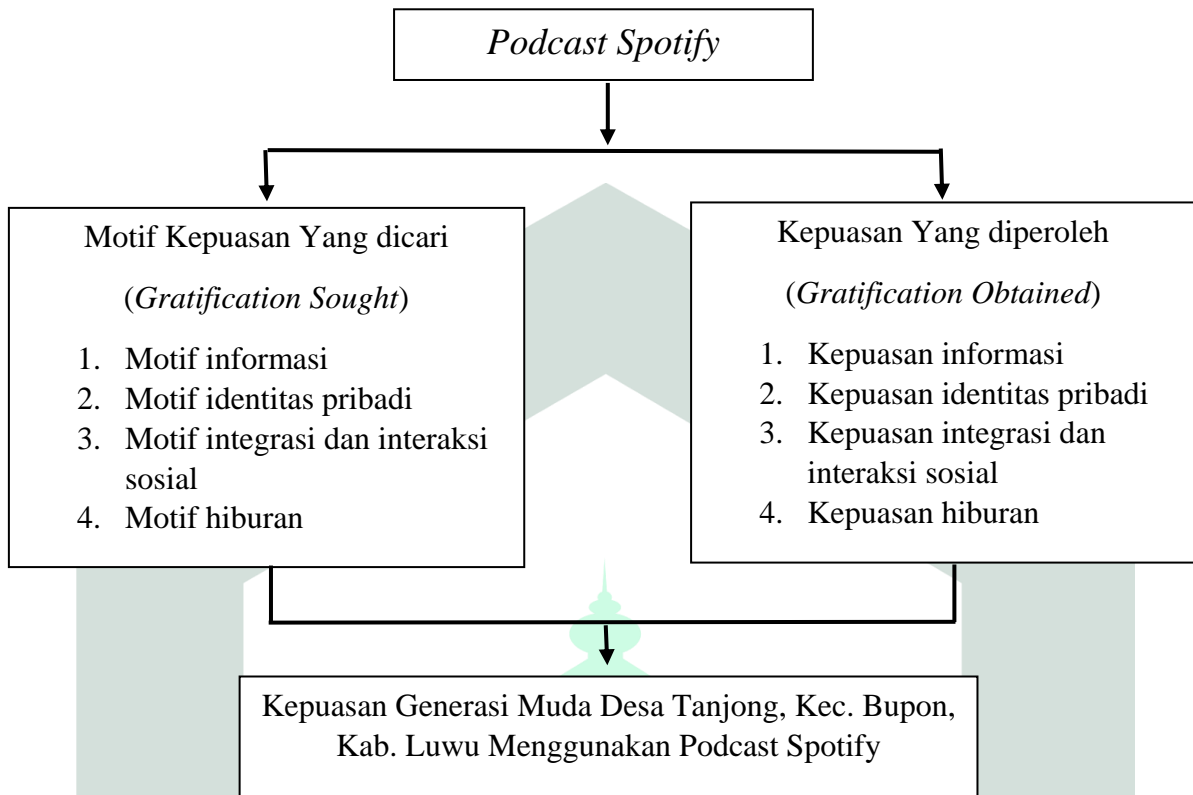 Podcast Spotify
Motif Kepuasan Yang dicari
(Gratification Sought)
1. Motif informasi
2. Motif identitas pribadi
3. Motif integrasi dan interaksi
sosial
4. Motif hiburan
Kepuasan Yang diperoleh
(Gratification Obtained)
1. Kepuasan informasi
2. Kepuasan identitas pribadi
3. Kepuasan integrasi dan
interaksi sosial
4. Kepuasan hiburan
Kepuasan Generasi Muda Desa Tanjong, Kec. Bupon,
Kab. Luwu Menggunakan Podcast Spotify